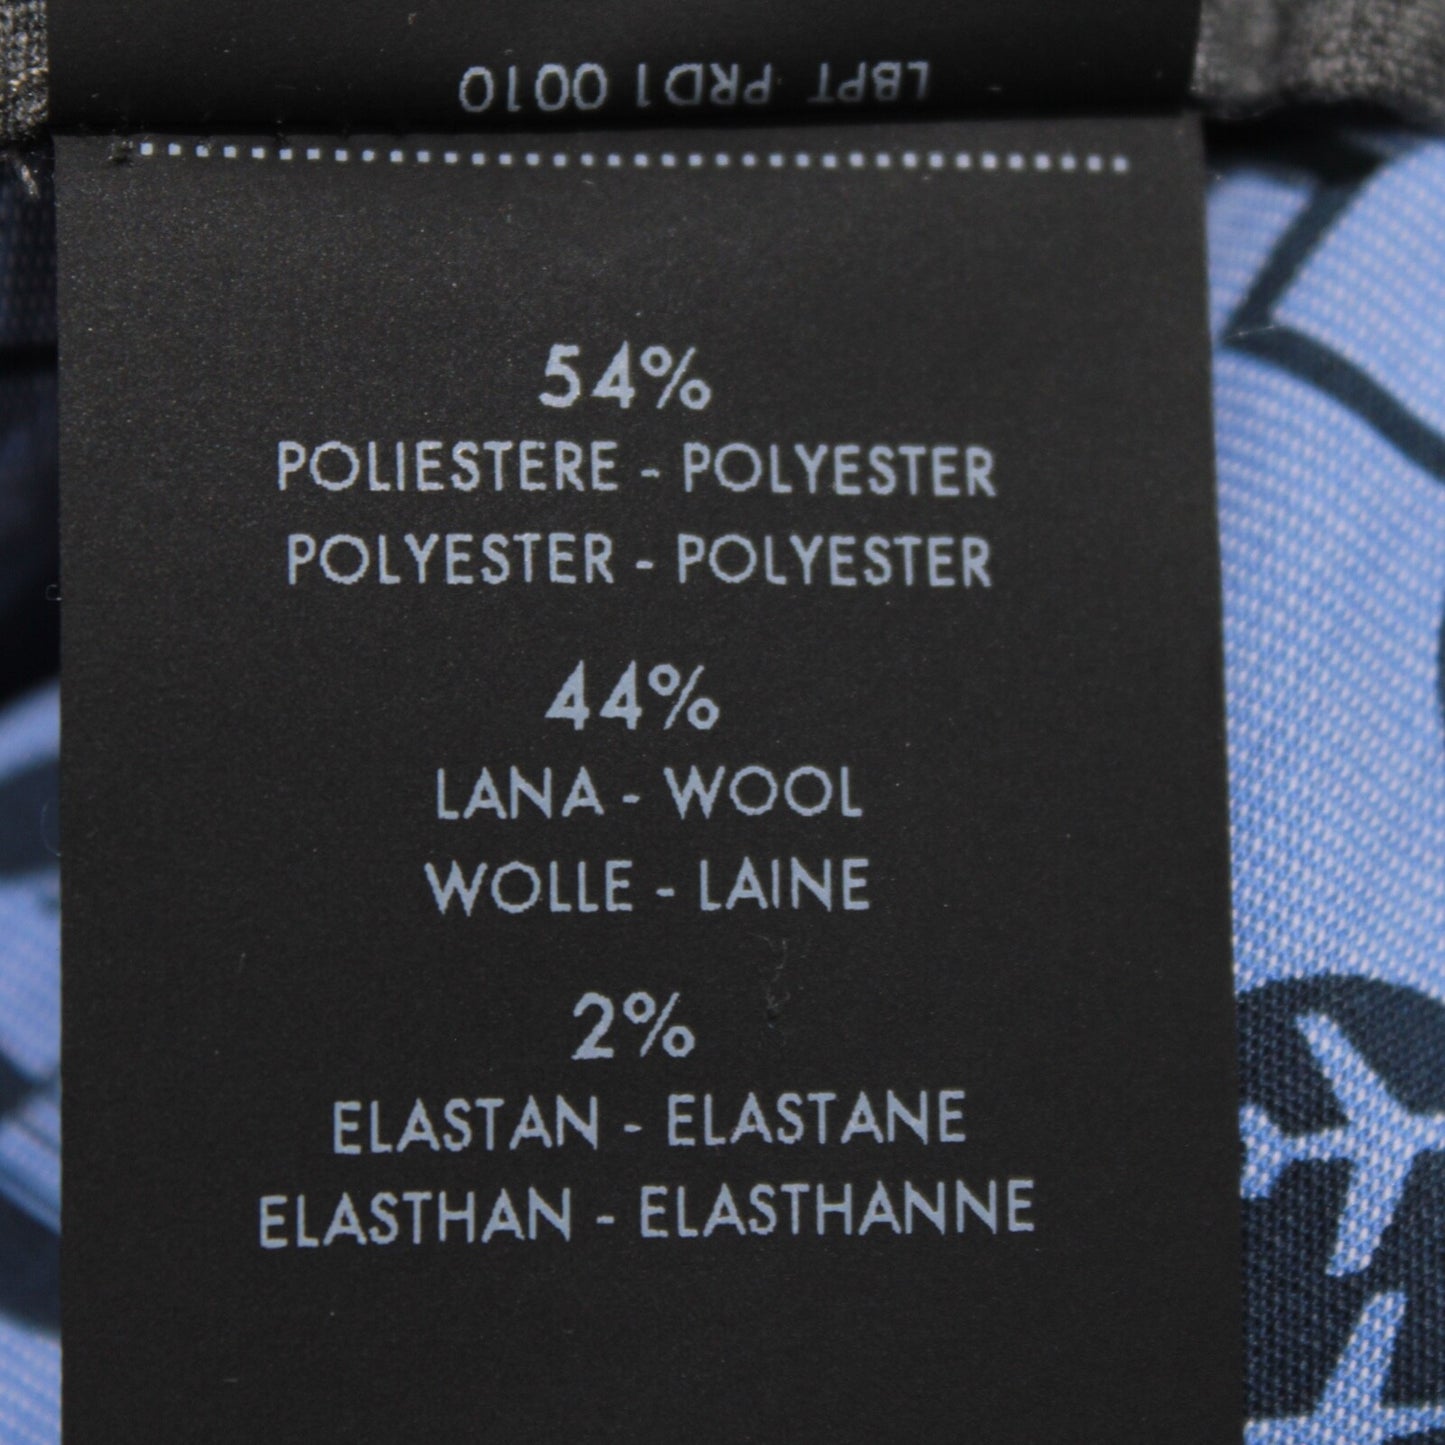 LBPT PRD1 0010
54%
POLIESTERE - POLYESTER
POLYESTER - POLYESTER
44%
LANA - WOOL
WOLLE - LAINE
2%
ELASTAN - ELASTANE
ELASTHAN - ELASTHANNE